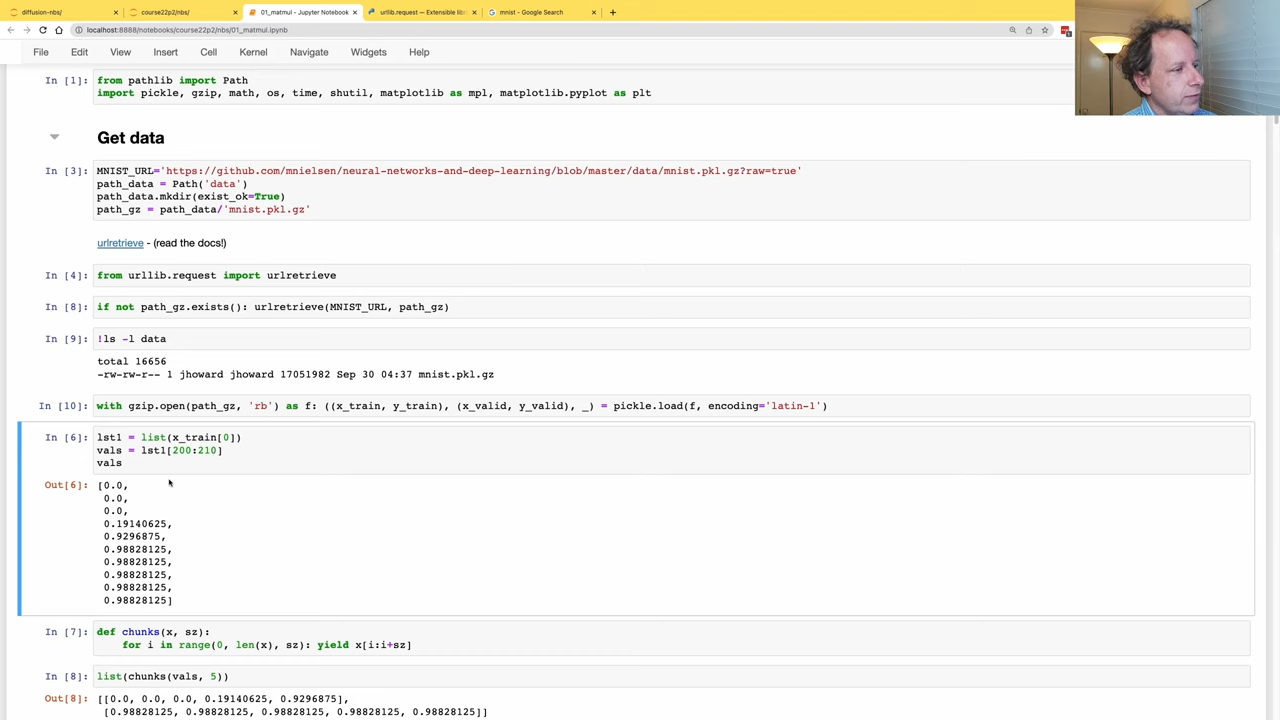 diffusion-nbs/
course22p2/nbs/
01_matmul - Jupyter Notebook
urllib.request — Extensible lib
mnist - Google Search
localhost:8888/notebooks/course22p2/nbs/01_matmul.ipynb
File Edit View Insert Cell Kernel Navigate Widgets Help
In [1]: from pathlib import Path
import pickle, gzip, math, os, time, shutil, matplotlib as mpl, matplotlib.pyplot as plt
Get data
In [3]: MNIST_URL='https://github.com/mnielsen/neural-networks-and-deep-learning/blob/master/data/mnist.pkl.gz?raw=true'
path_data = Path('data')
path_data.mkdir(exist_ok=True)
path_gz = path_data/'mnist.pkl.gz'
urlretrieve - (read the docs!)
In [4]: from urllib.request import urlretrieve
In [8]: if not path_gz.exists(): urlretrieve(MNIST_URL, path_gz)
In [9]: !ls -l data
total 16656
-rw-rw-r-- 1 jhoward jhoward 17051982 Sep 30 04:37 mnist.pkl.gz
In [10]: with gzip.open(path_gz, 'rb') as f: ((x_train, y_train), (x_valid, y_valid), _) = pickle.load(f, encoding='latin-1')
In [6]: lst1 = list(x_train[0])
vals = lst1[200:210]
vals
Out[6]: [0.0,
0.0,
0.0,
0.19140625,
0.9296875,
0.98828125,
0.98828125,
0.98828125,
0.98828125,
0.98828125]
In [7]: def chunks(x, sz):
for i in range(0, len(x), sz): yield x[i:i+sz]
In [8]: list(chunks(vals, 5))
Out[8]: [[0.0, 0.0, 0.0, 0.19140625, 0.9296875],
[0.98828125, 0.98828125, 0.98828125, 0.98828125, 0.98828125]]